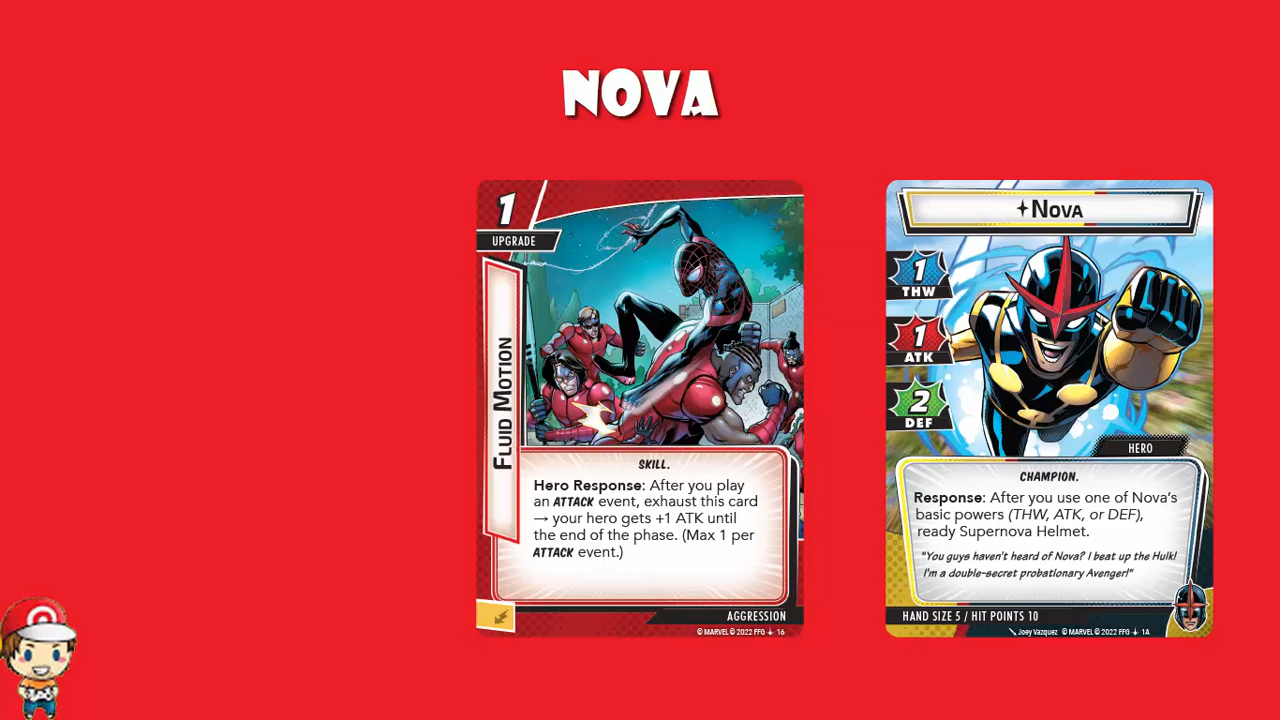 NOVA
1
UPGRADE
FLUID MOTION
SKILL.
Hero Response: After you play
an ATTACK event, exhaust this card
→ your hero gets +1 ATK until
the end of the phase. (Max 1 per
ATTACK event.)
AGGRESSION
© MARVEL © 2022 FFG 16
NOVA
1
THW
1
ATK
2
DEF
HERO
CHAMPION.
Response: After you use one of Nova's
basic powers (THW, ATK, or DEF),
ready Supernova Helmet.
"You guys haven't heard of Nova? I beat up the Hulk!
I'm a double-secret probationary Avenger!"
HAND SIZE 5 / HIT POINTS 10
Joey Vazquez © MARVEL © 2022 FFG 1A